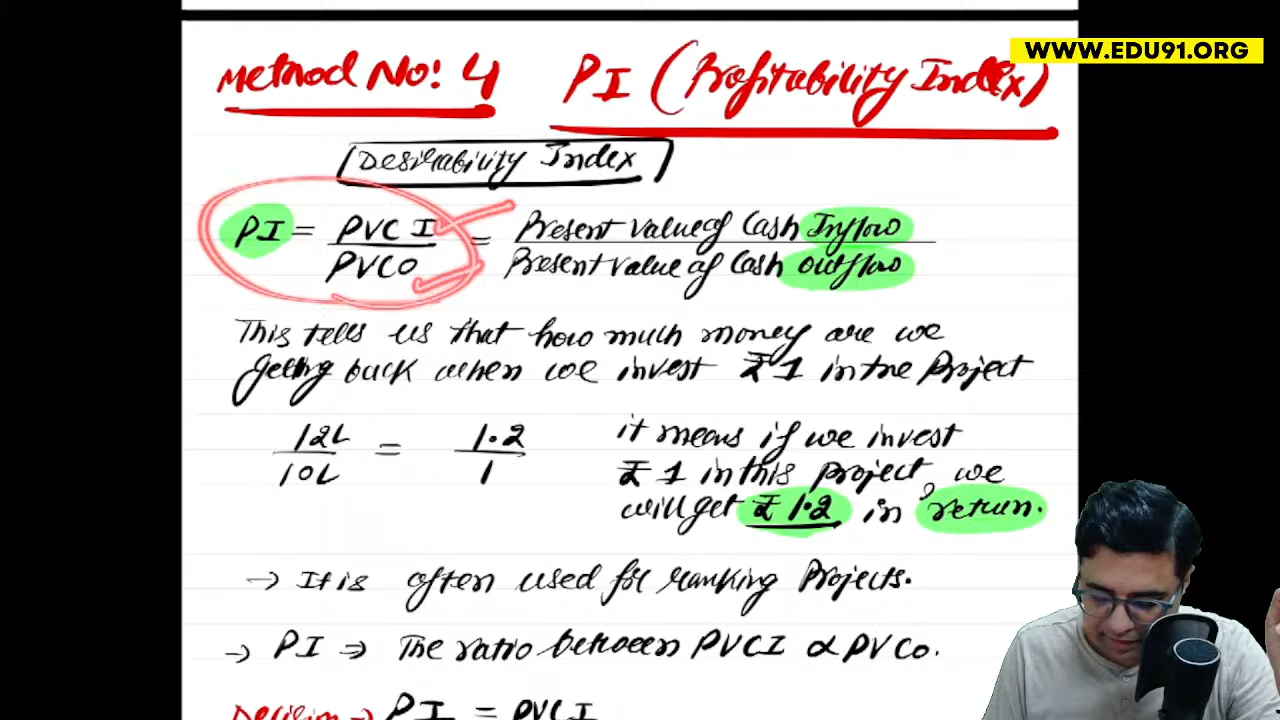 WWW.EDU91.ORG
Method No: 4 PI (Profitability Index)
Desirability Index
PI = PVCI / PVCO = Present value of Cash Inflow / Present value of Cash outflow
This tells us that how much money are we
getting back when we invest ₹1 in the Project
12L / 10L = 1.2 / 1
it means if we invest
₹1 in this project, we
will get ₹1.2 in return.
→ It is often used for ranking Projects.
→ PI ⇒ The ratio between PVCI & PVCO.
Decision → PI = PVCI